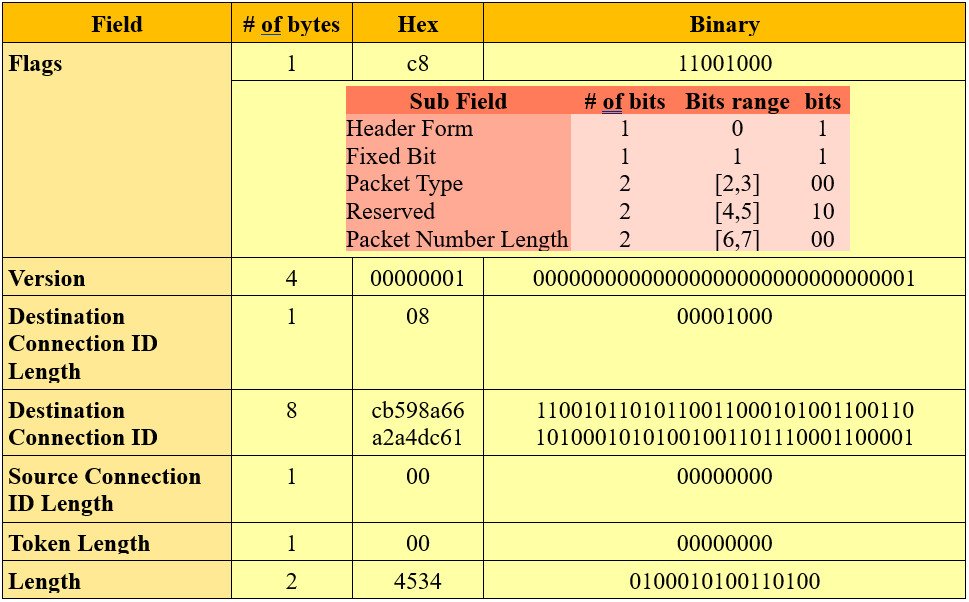 Field # of bytes Hex Binary
Flags 1 c8 11001000
Sub Field # of bits Bits range bits
Header Form 1 0 1
Fixed Bit 1 1 1
Packet Type 2 [2,3] 00
Reserved 2 [4,5] 10
Packet Number Length 2 [6,7] 00
Version 4 00000001 00000000000000000000000000000001
Destination 1 08 00001000
Connection ID
Length
Destination 8 cb598a66 11001011010110011000101001100110
Connection ID a2a4dc61 10100010101001001101110001100001
Source Connection 1 00 00000000
ID Length
Token Length 1 00 00000000
Length 2 4534 0100010100110100